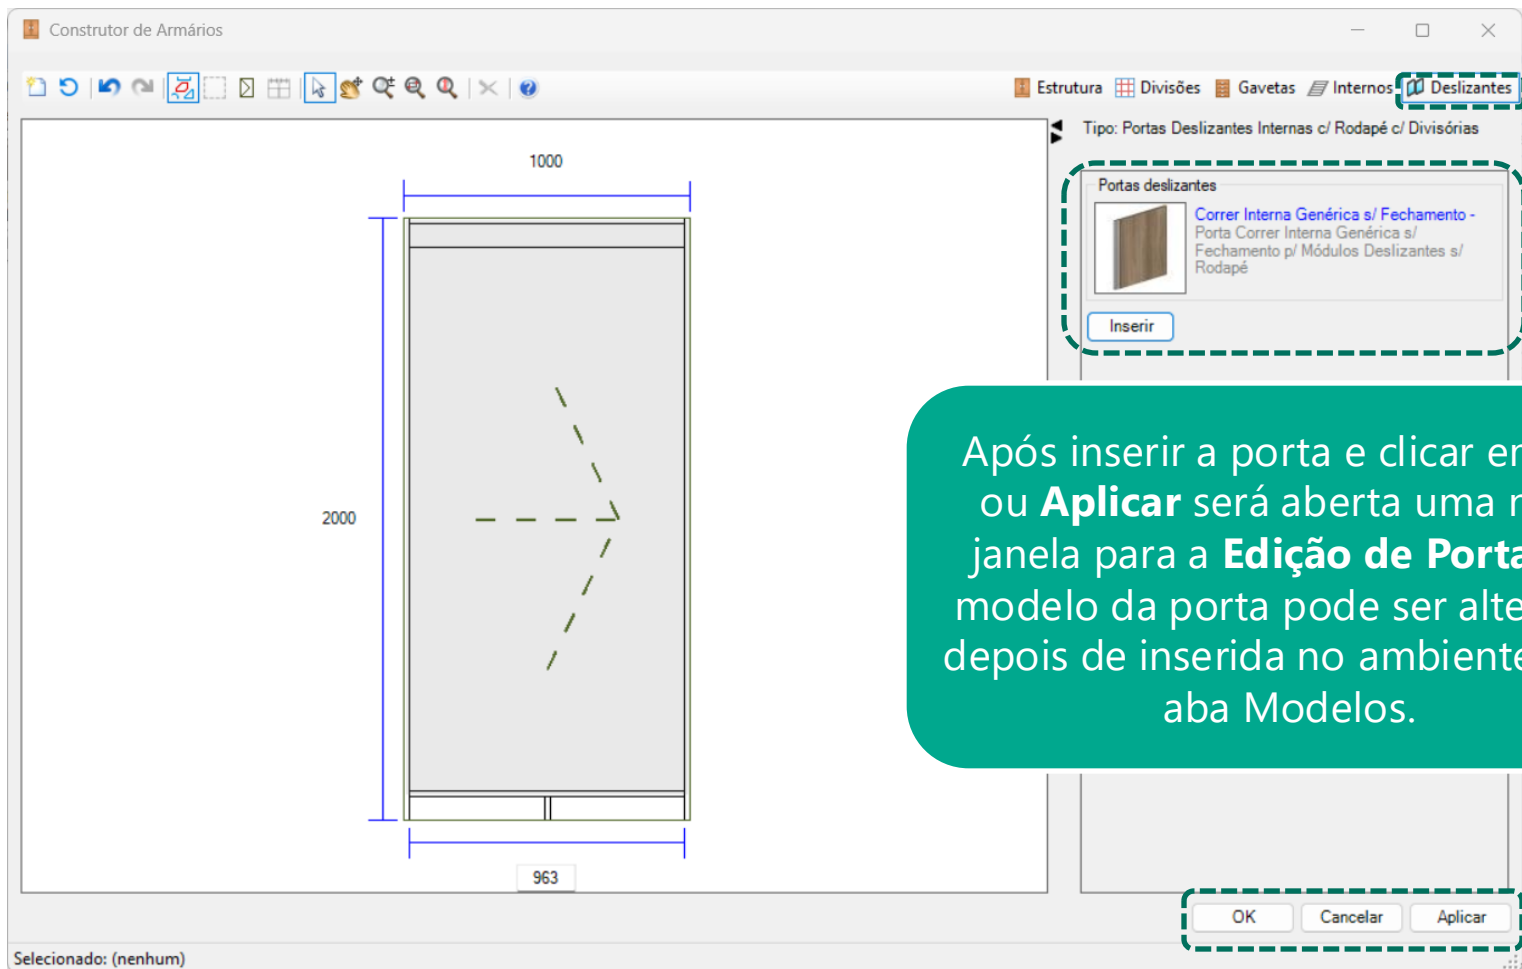 Construtor de Armários
Estrutura Divisões Gavetas Internos Deslizantes
Tipo: Portas Deslizantes Internas c/ Rodapé c/ Divisórias
1000
2000
963
Portas deslizantes
Correr Interna Genérica s/ Fechamento -
Porta Correr Interna Genérica s/
Fechamento p/ Módulos Deslizantes s/
Rodapé
Inserir
Após inserir a porta e clicar
ou Aplicar será aberta uma
janela para a Edição de
modelo da porta pode ser
depois de inserida no
aba Modelos.
OK Cancelar Aplicar
Selecionado: (nenhum)